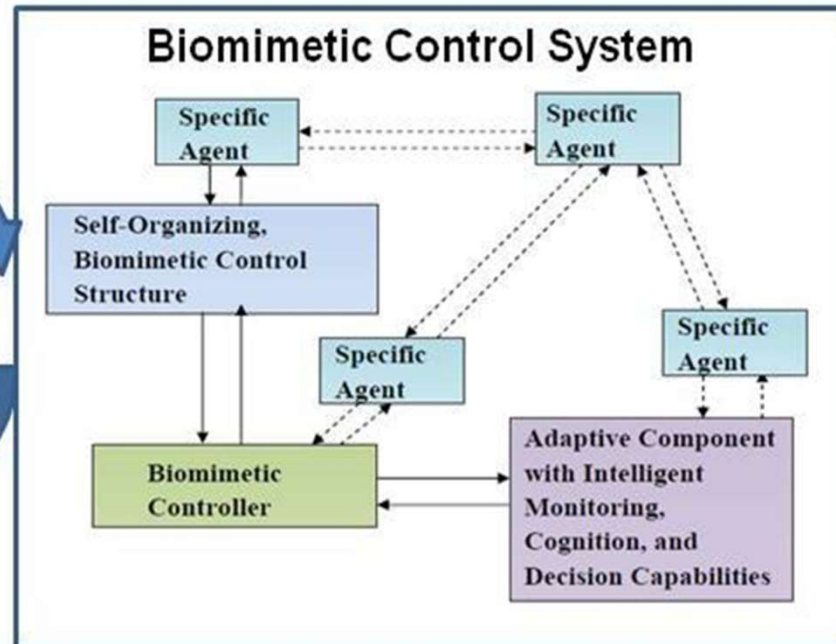 Biomimetic Control System
Specific
Agent
Specific
Agent
Self-Organizing,
Biomimetic Control
Structure
Specific
Agent
Specific
Agent
Biomimetic
Controller
Adaptive Component
with Intelligent
Monitoring,
Cognition, and
Decision Capabilities